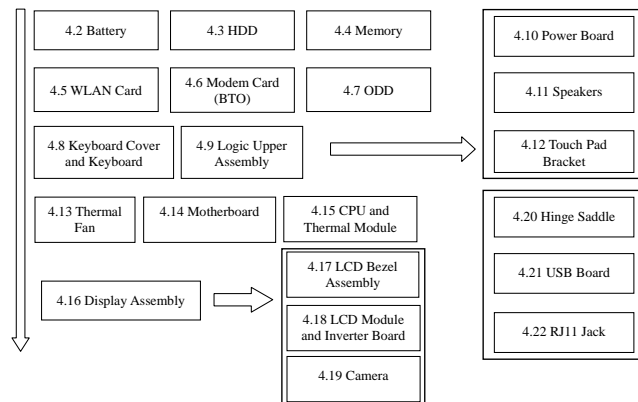 4.2 Battery
4.3 HDD
4.4 Memory
4.5 WLAN Card
4.6 Modem Card
(BTO)
4.7 ODD
4.8 Keyboard Cover
and Keyboard
4.9 Logic Upper
Assembly
4.10 Power Board
4.11 Speakers
4.12 Touch Pad
Bracket
4.13 Thermal
Fan
4.14 Motherboard
4.15 CPU and
Thermal Module
4.16 Display Assembly
4.17 LCD Bezel
Assembly
4.18 LCD Module
and Inverter Board
4.19 Camera
4.20 Hinge Saddle
4.21 USB Board
4.22 RJ11 Jack